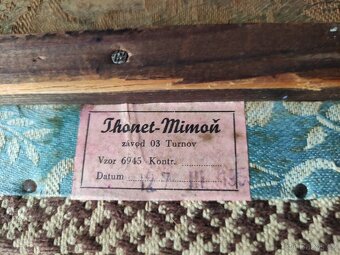 Thonet-Mimoň
závod 03 Turnov
Vzor 6945 Kontr.
Datum